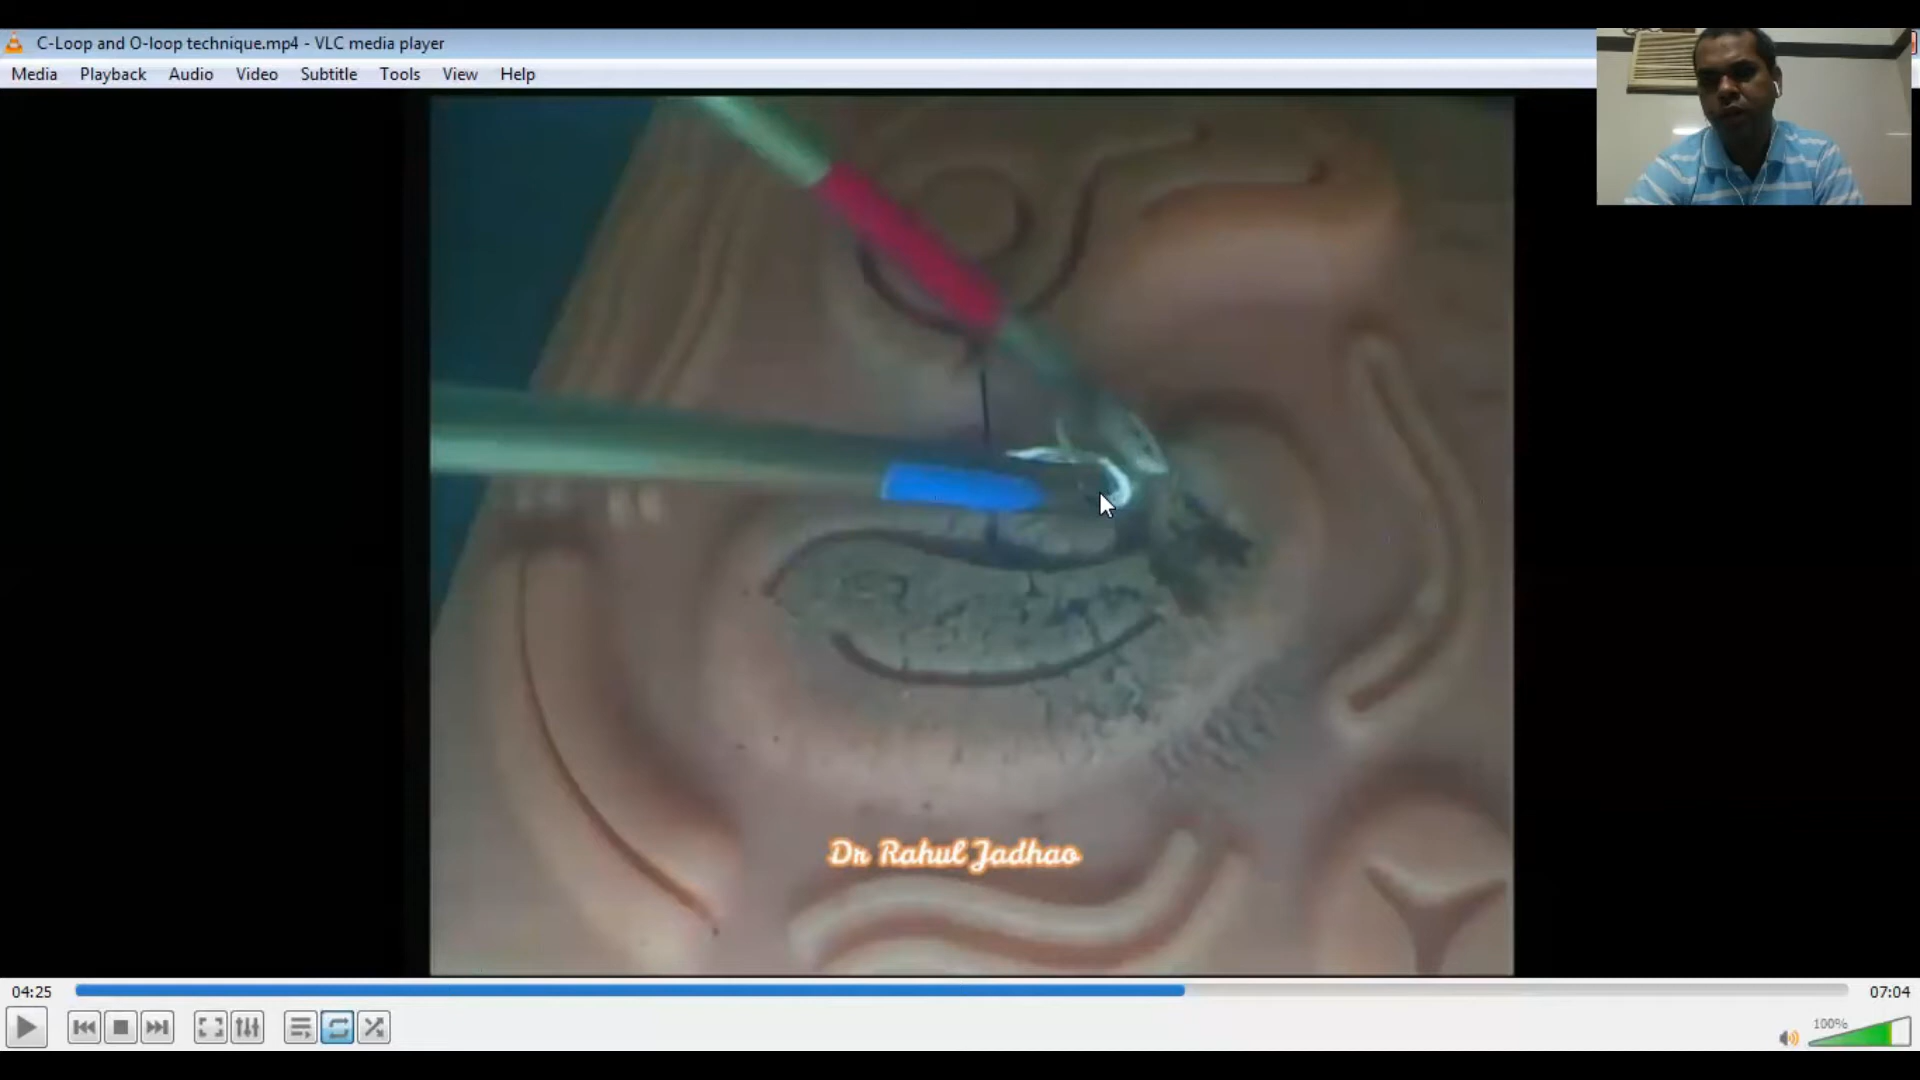 C-Loop and O-loop technique.mp4 - VLC media player
Media Playback Audio Video Subtitle Tools View Help
Dr Rahul Jadhao
04:25
07:04
100%